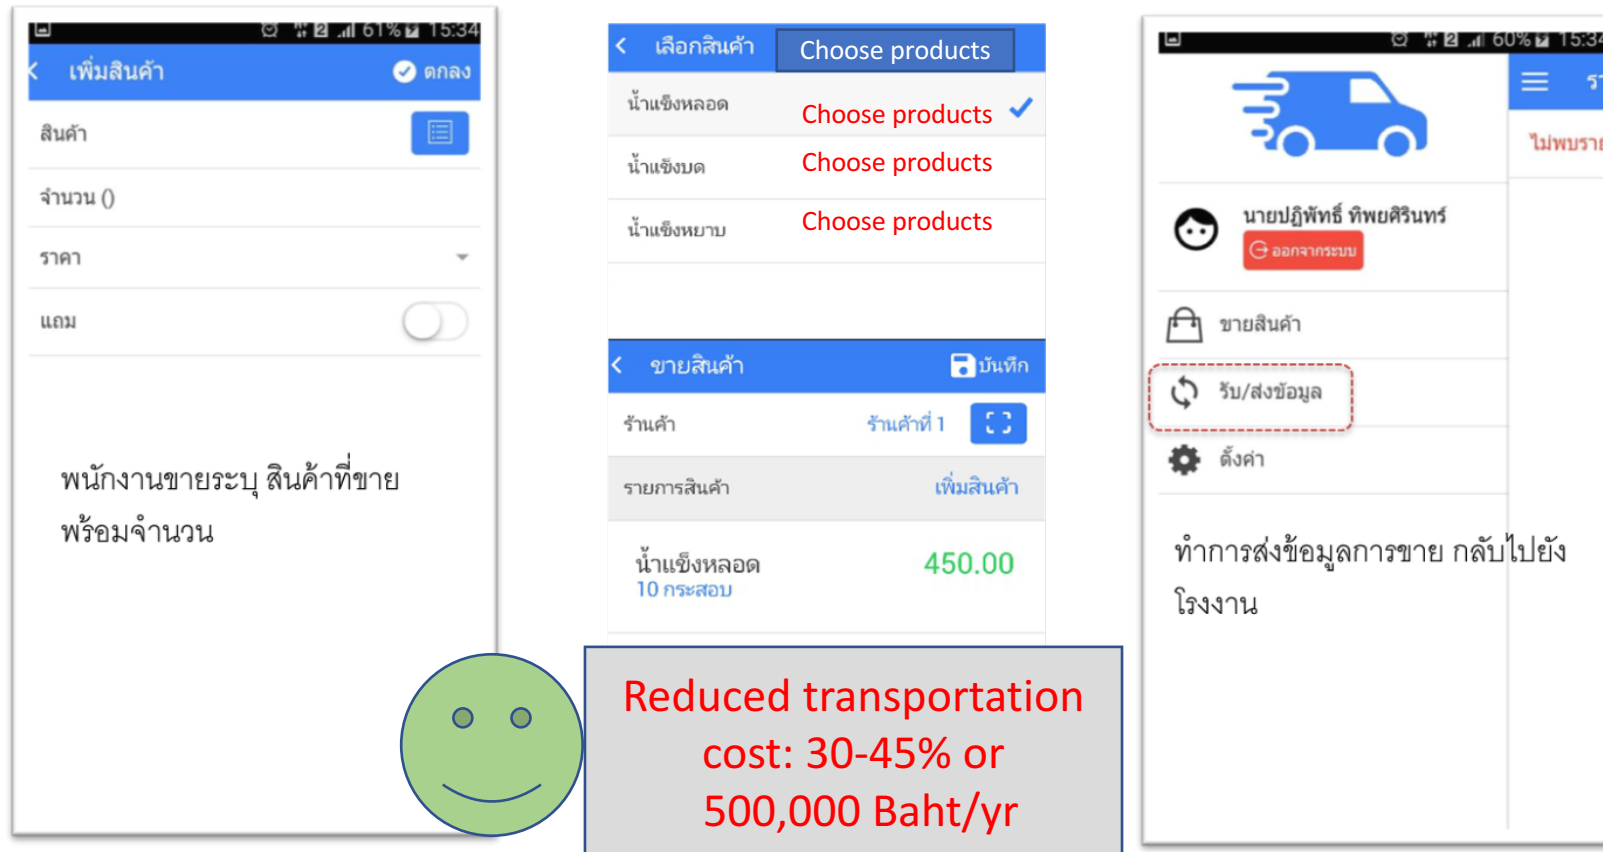 61% 15:34
เพิ่มสินค้า ตกลง
สินค้า
จำนวน ()
ราคา
แถม
พนักงานขายระบุ สินค้าที่ขาย
พร้อมจำนวน
เลือกสินค้า Choose products
น้ำแข็งหลอด Choose products
น้ำแข็งบด Choose products
น้ำแข็งหยาบ Choose products
ขายสินค้า บันทึก
ร้านค้า ร้านค้าที่ 1
รายการสินค้า เพิ่มสินค้า
น้ำแข็งหลอด 450.00
10 กระสอบ
Reduced transportation
cost: 30-45% or
500,000 Baht/yr
60% 15:34
นายปฏิพัทธิ์ ทิพยศิรินทร์
ออกจากระบบ
ขายสินค้า
รับ/ส่งข้อมูล
ตั้งค่า
ไม่พบราย
ทำการส่งข้อมูลการขาย กลับไปยัง
โรงงาน